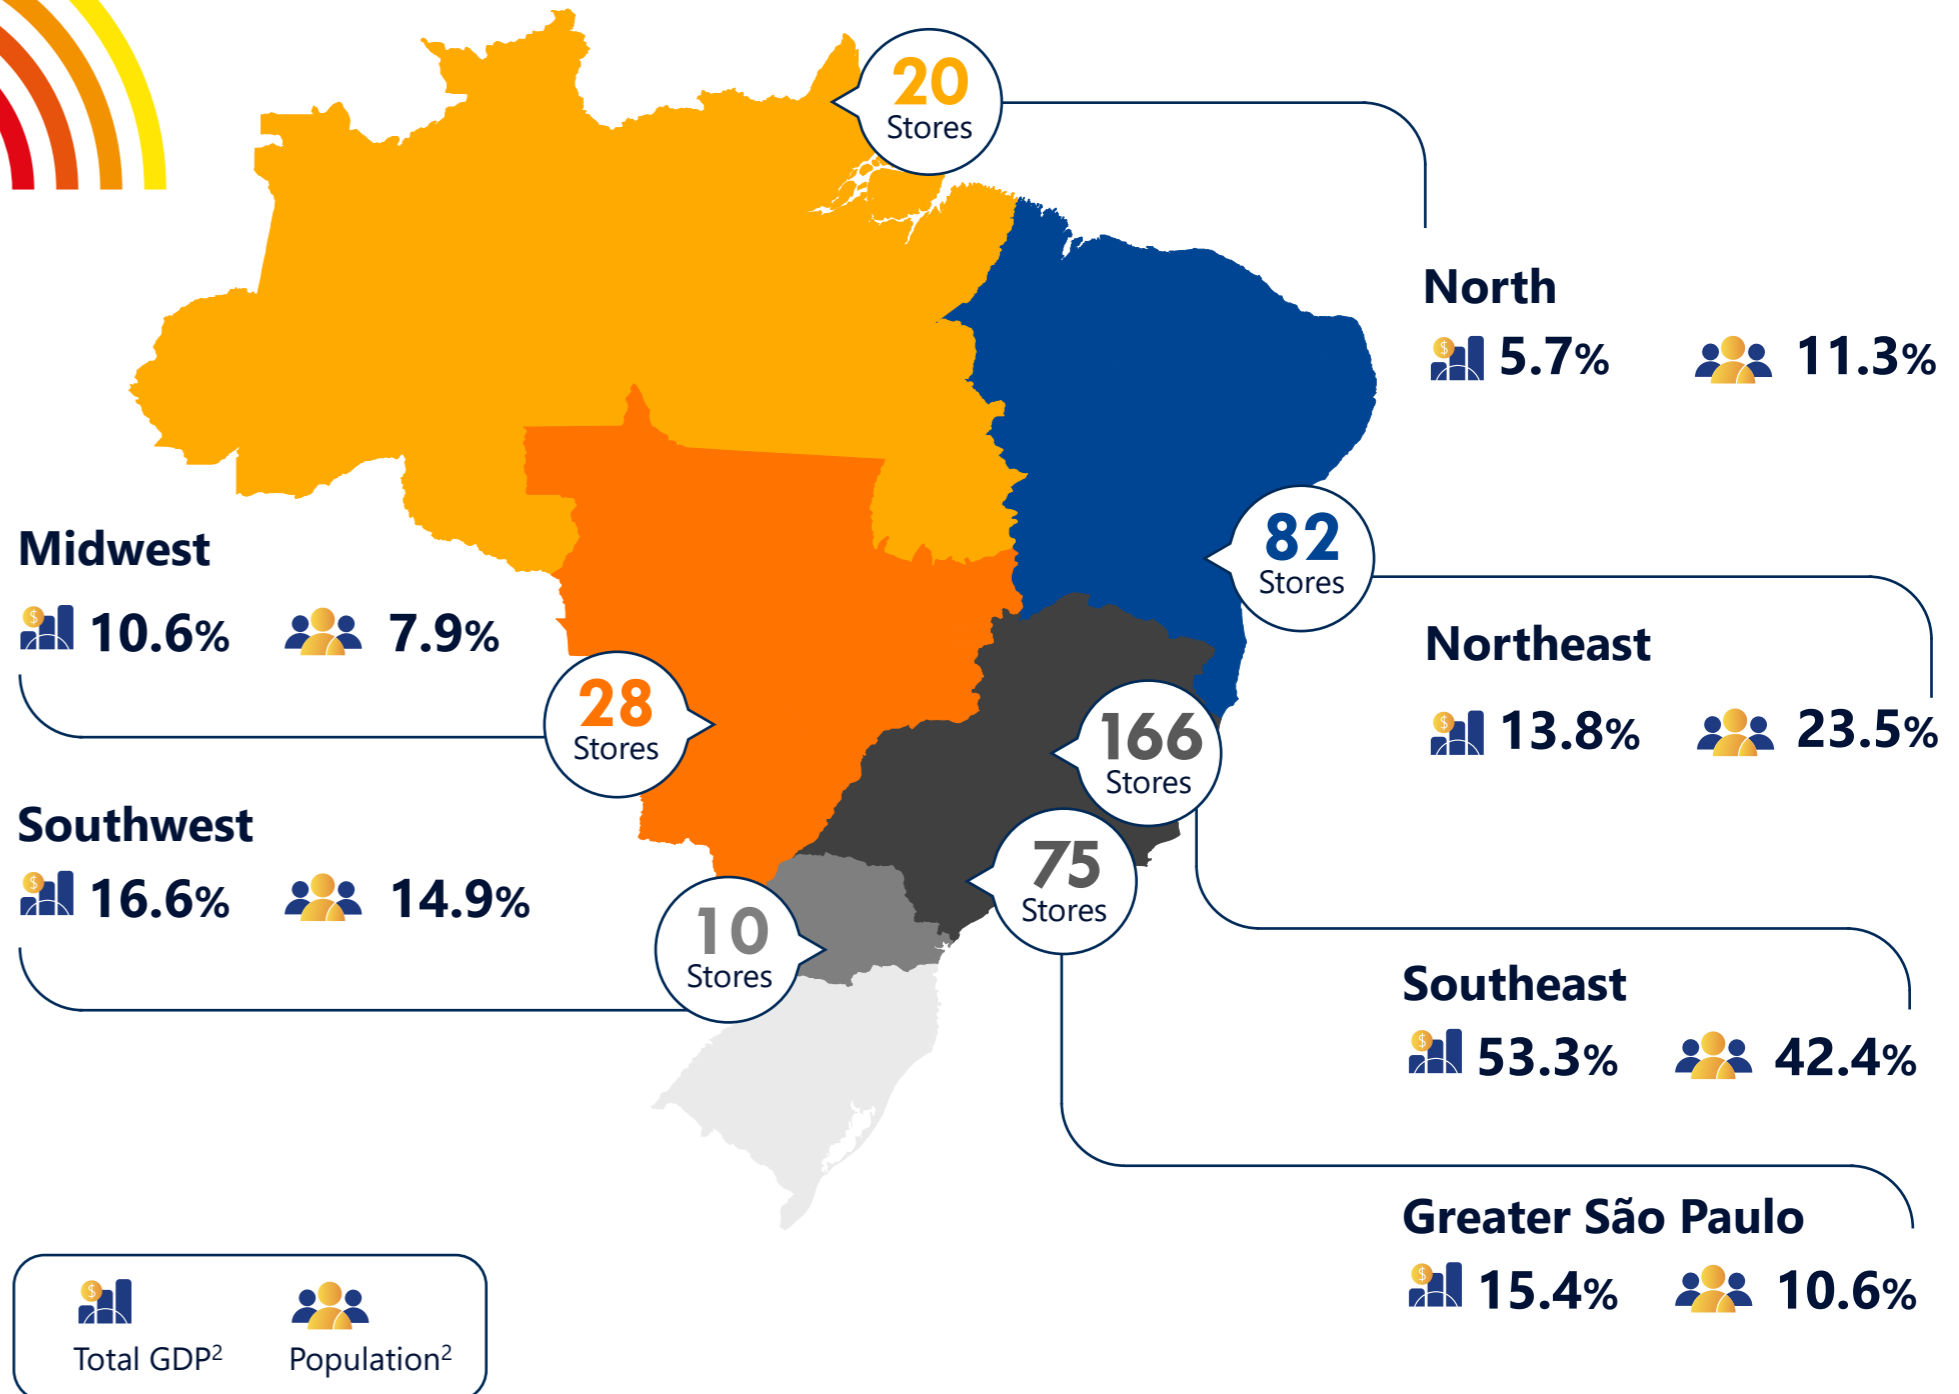 20
Stores
North
5.7% 11.3%
82
Stores
Northeast
13.8% 23.5%
Midwest
10.6% 7.9%
28
Stores
166
Stores
Southwest
16.6% 14.9%
10
Stores
75
Stores
Southeast
53.3% 42.4%
Greater São Paulo
15.4% 10.6%
Total GDP² Population²